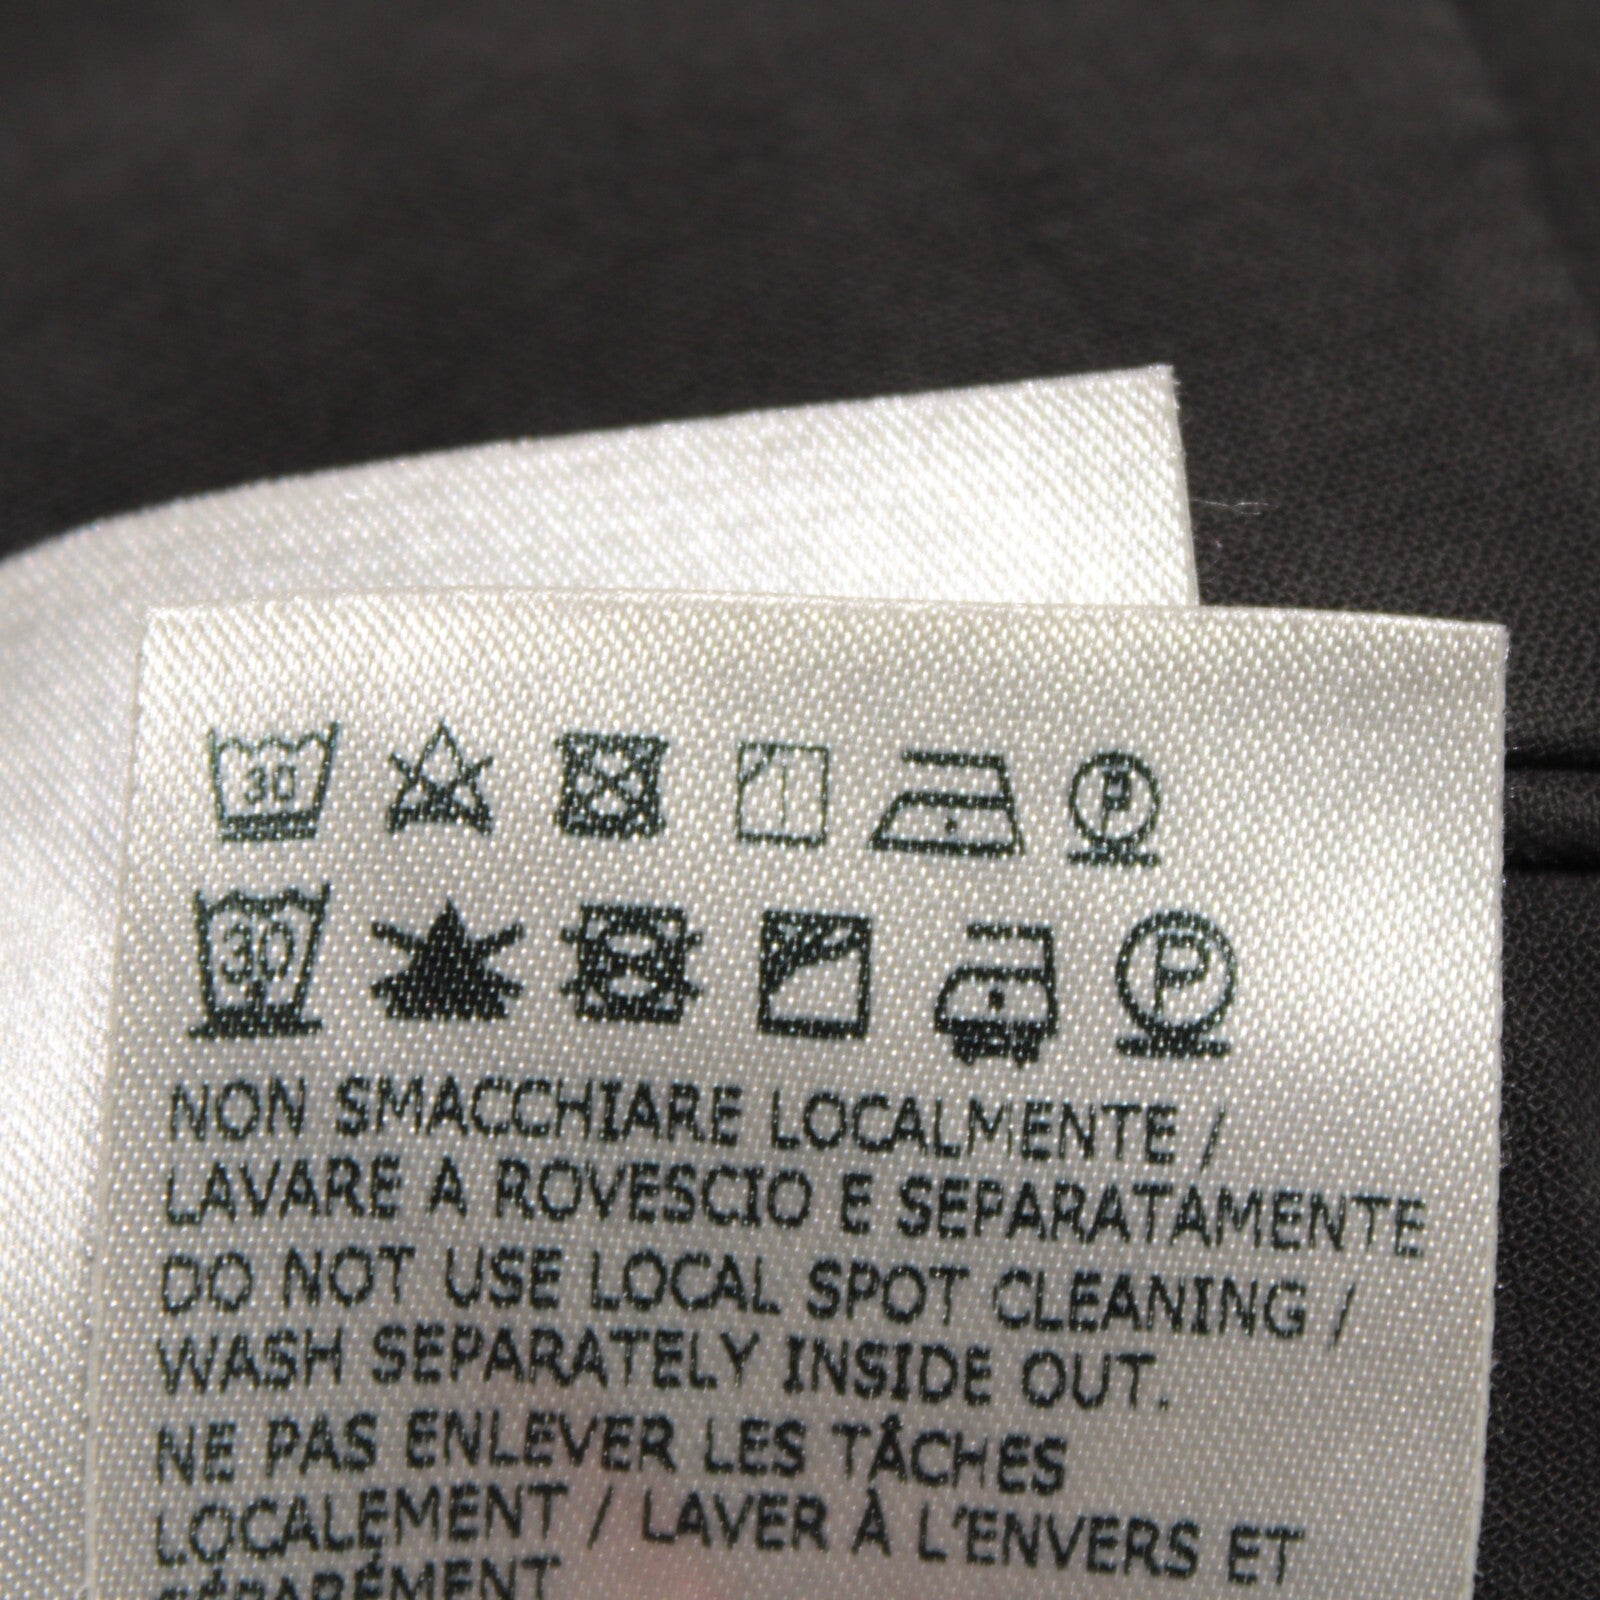 30 P
30 P
NON SMACCHIARE LOCALMENTE /
LAVARE A ROVESCIO E SEPARATAMENTE
DO NOT USE LOCAL SPOT CLEANING /
WASH SEPARATELY INSIDE OUT.
NE PAS ENLEVER LES TÂCHES
LOCALEMENT / LAVER À L'ENVERS ET
SÉPARÉMENT